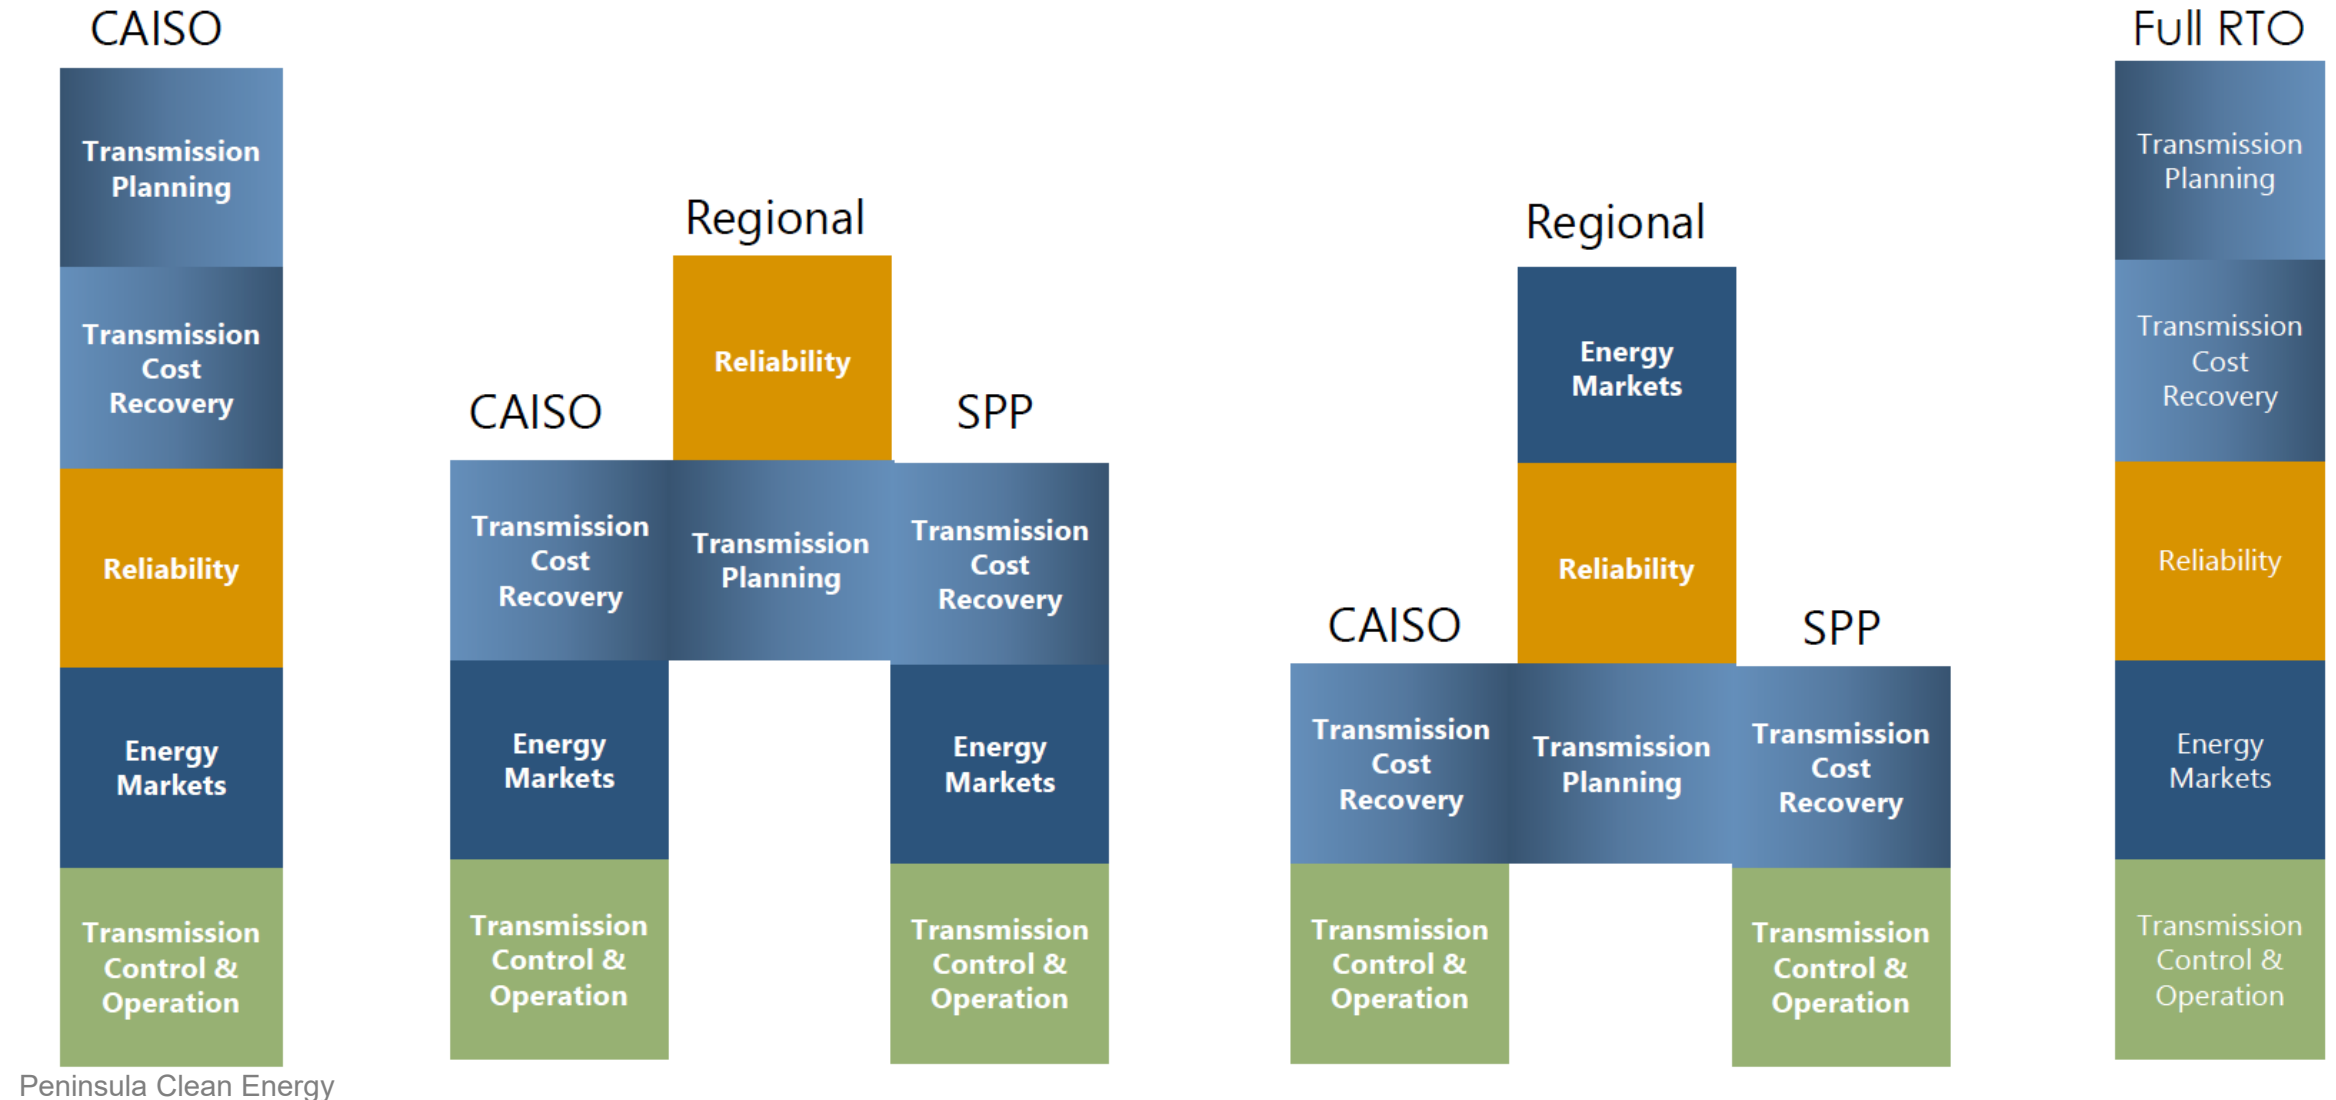 CAISO
Transmission
Planning
Transmission
Cost
Recovery
Reliability
Energy
Markets
Transmission
Control &
Operation
Regional
Reliability
CAISO
SPP
Transmission
Cost
Recovery
Transmission
Planning
Transmission
Cost
Recovery
Energy
Markets
Energy
Markets
Transmission
Control &
Operation
Transmission
Control &
Operation
Regional
Energy
Markets
Reliability
CAISO
SPP
Transmission
Cost
Recovery
Transmission
Planning
Transmission
Cost
Recovery
Transmission
Control &
Operation
Transmission
Control &
Operation
Full RTO
Transmission
Planning
Transmission
Cost
Recovery
Reliability
Energy
Markets
Transmission
Control &
Operation
Peninsula Clean Energy